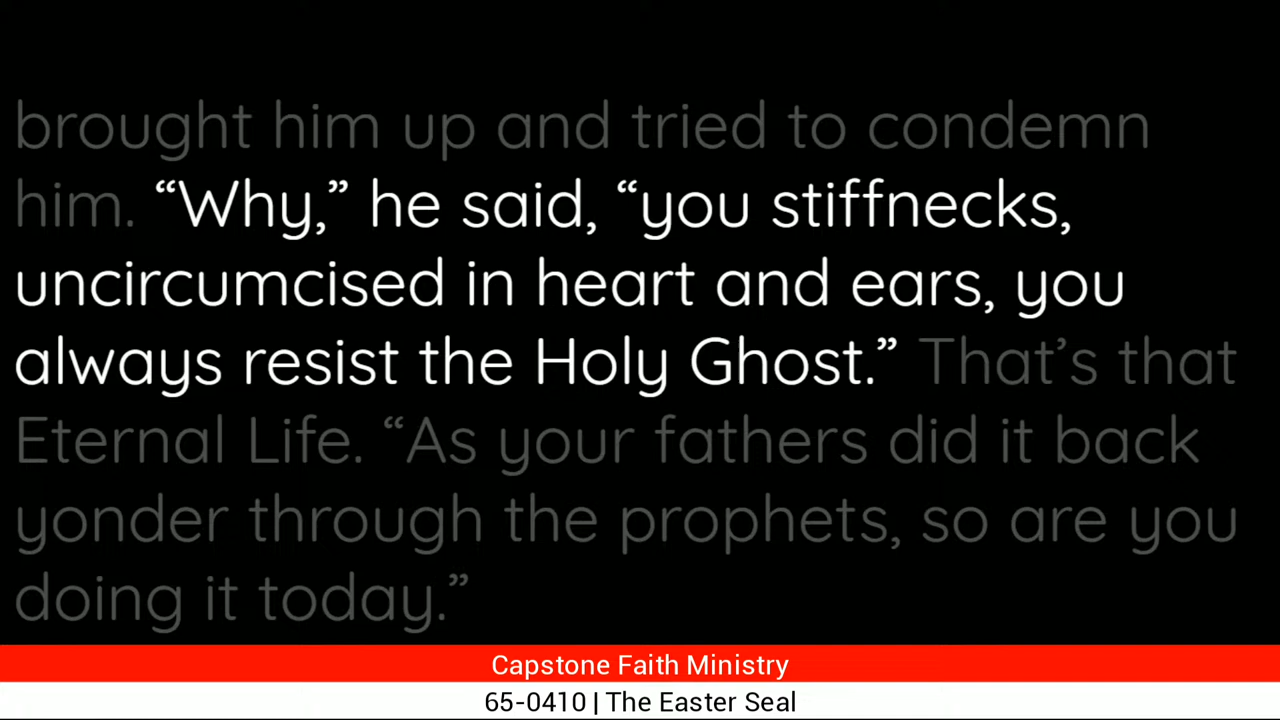 brought him up and tried to condemn
him. “Why,” he said, “you stiffnecks,
uncircumcised in heart and ears, you
always resist the Holy Ghost.” That’s that
Eternal Life. “As your fathers did it back
yonder through the prophets, so are you
doing it today.”
Capstone Faith Ministry
65-0410 | The Easter Seal